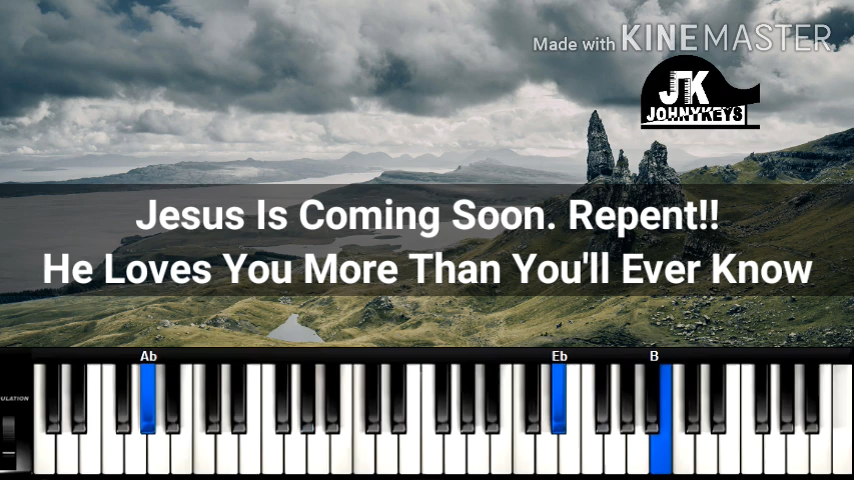 Made with KINEMASTER
JK
JOHNYKEYS
Jesus Is Coming Soon. Repent!!
He Loves You More Than You'll Ever Know
Ab Eb B
ULATION